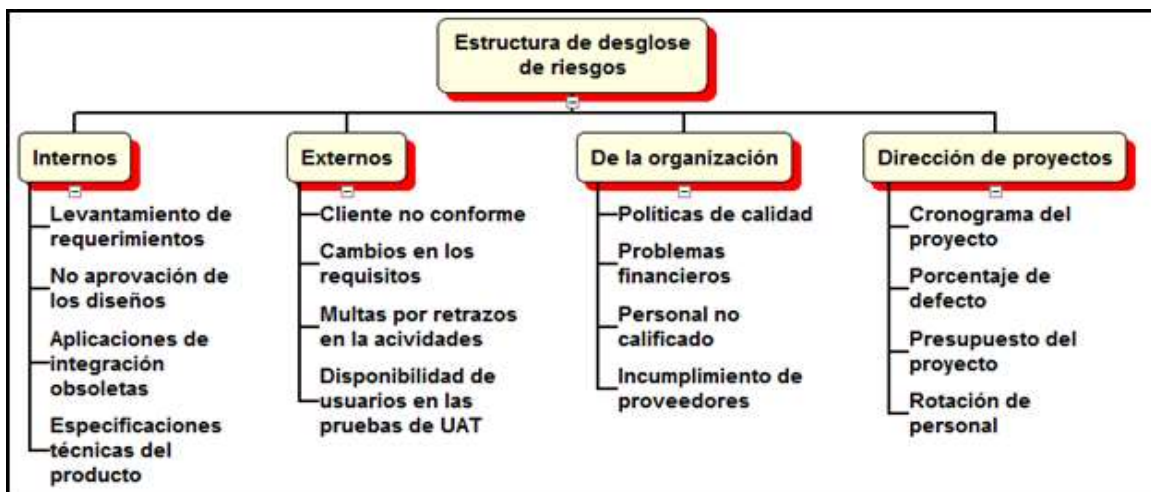 Estructura de desglose
de riesgos
Internos
Levantamiento de
requerimientos
No aprovación de
los diseños
Aplicaciones de
integración
obsoletas
Especificaciones
técnicas del
producto
Externos
Cliente no conforme
Cambios en los
requisitos
Multas por retrazos
en la acividades
Disponibilidad de
usuarios en las
pruebas de UAT
De la organización
Políticas de calidad
Problemas
financieros
Personal no
calificado
Incumplimiento de
proveedores
Dirección de proyectos
Cronograma del
proyecto
Porcentaje de
defecto
Presupuesto del
proyecto
Rotación de
personal